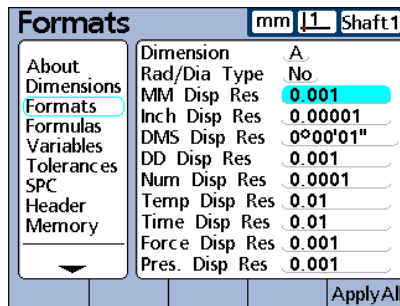 Formats
mm
1
Shaft1
About
Dimensions
Formats
Formulas
Variables
Tolerances
SPC
Header
Memory
Dimension A
Rad/Dia Type No
MM Disp Res 0.001
Inch Disp Res 0.00001
DMS Disp Res 0°00'01"
DD Disp Res 0.001
Num Disp Res 0.0001
Temp Disp Res 0.01
Time Disp Res 0.01
Force Disp Res 0.001
Pres. Disp Res 0.001
ApplyAl